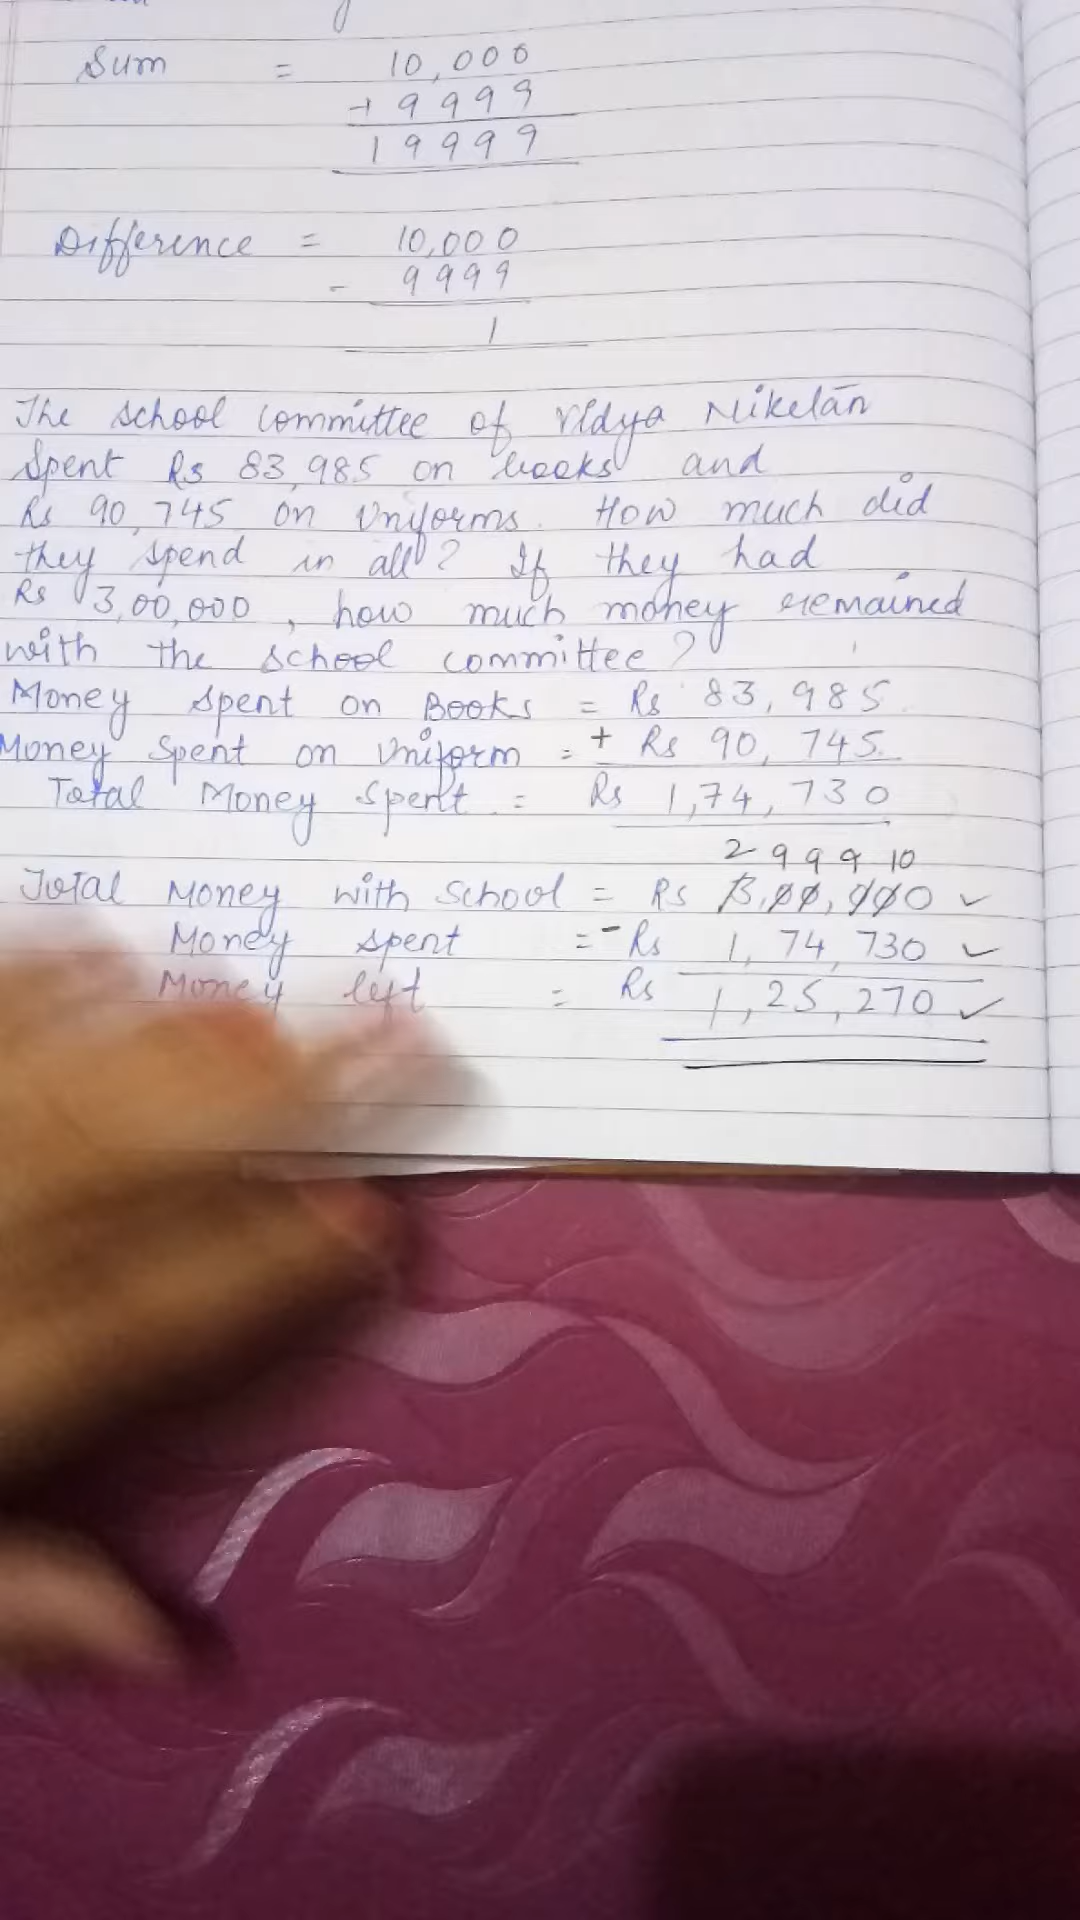 Sum = 10,000
+ 9999
19999
Difference = 10,000
- 9999
1
The school committee of Vidya Nikelan
Spent Rs 83,985 on books and
Rs 90,745 on Uniforms. How much did
they spend in all? If they had
Rs 3,00,000, how much money remained
with the school committee?
Money Spent on Books = Rs 83,985
Money Spent on Uniform = + Rs 90,745
Total Money Spent = Rs 1,74,730
2 9 9 9 10
Total Money with School = Rs 3,00,000 ✓
Money spent = - Rs 1,74,730 ✓
Money left = Rs 1,25,270 ✓